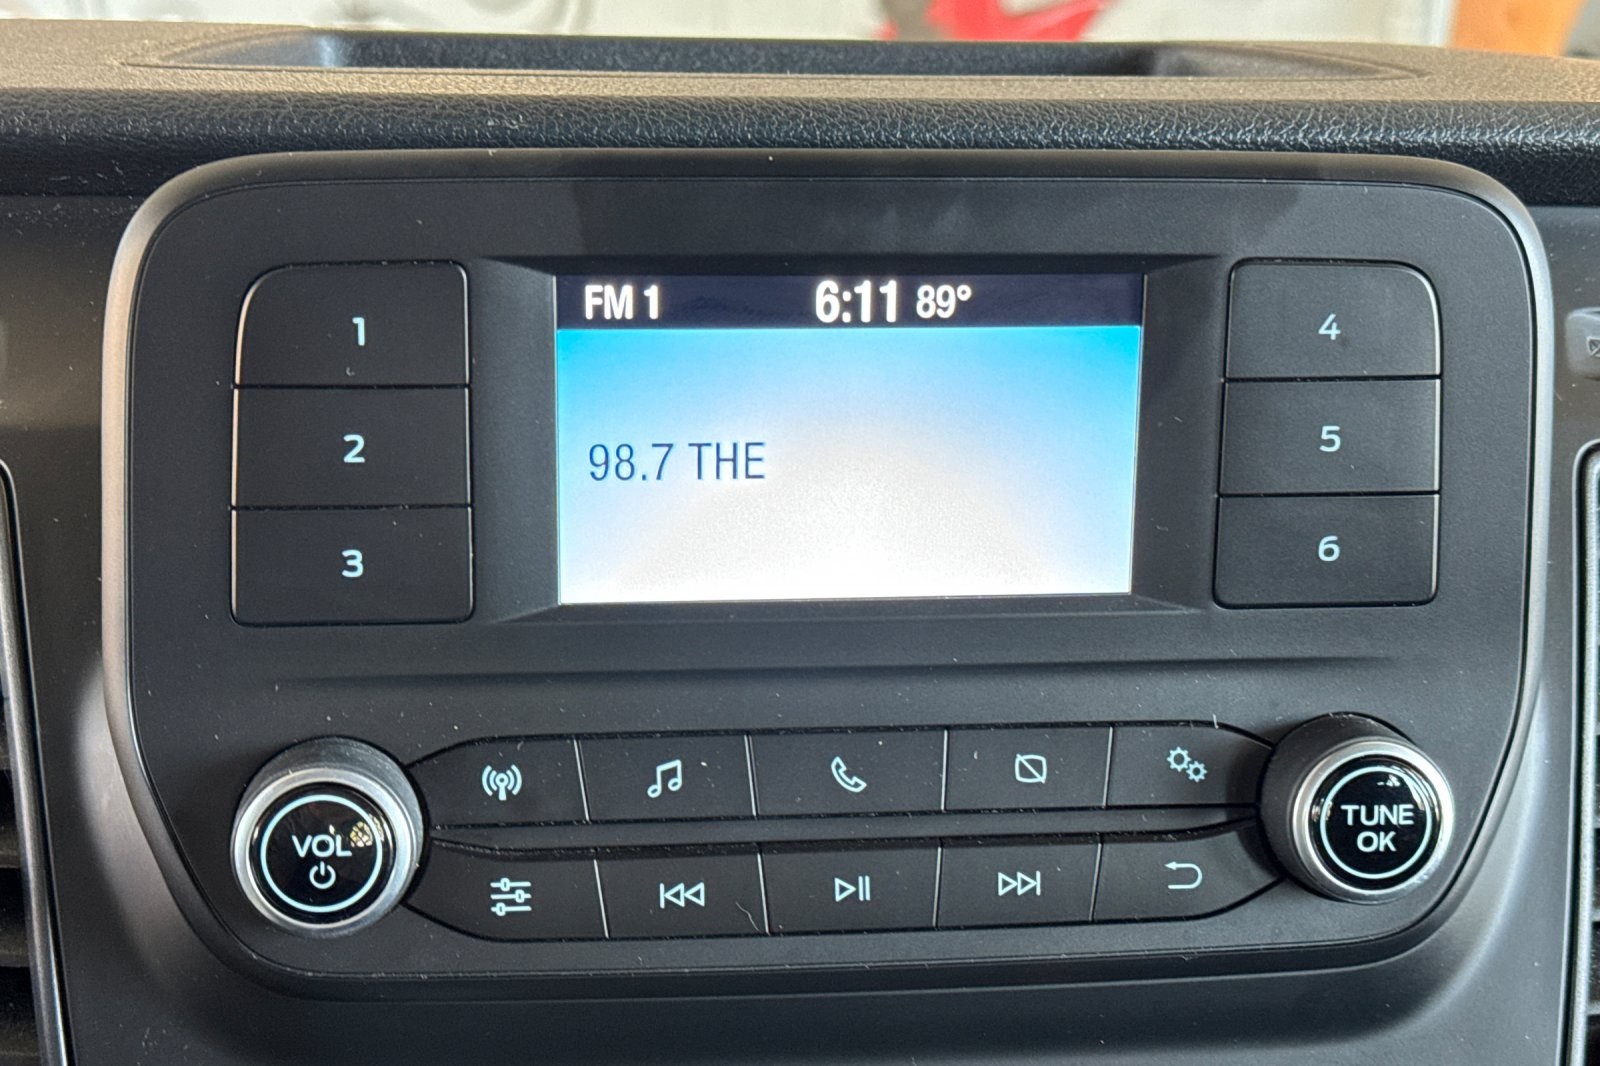 FM 1 6:11 89°
98.7 THE
1
2
3
4
5
6
VOL
TUNE
OK